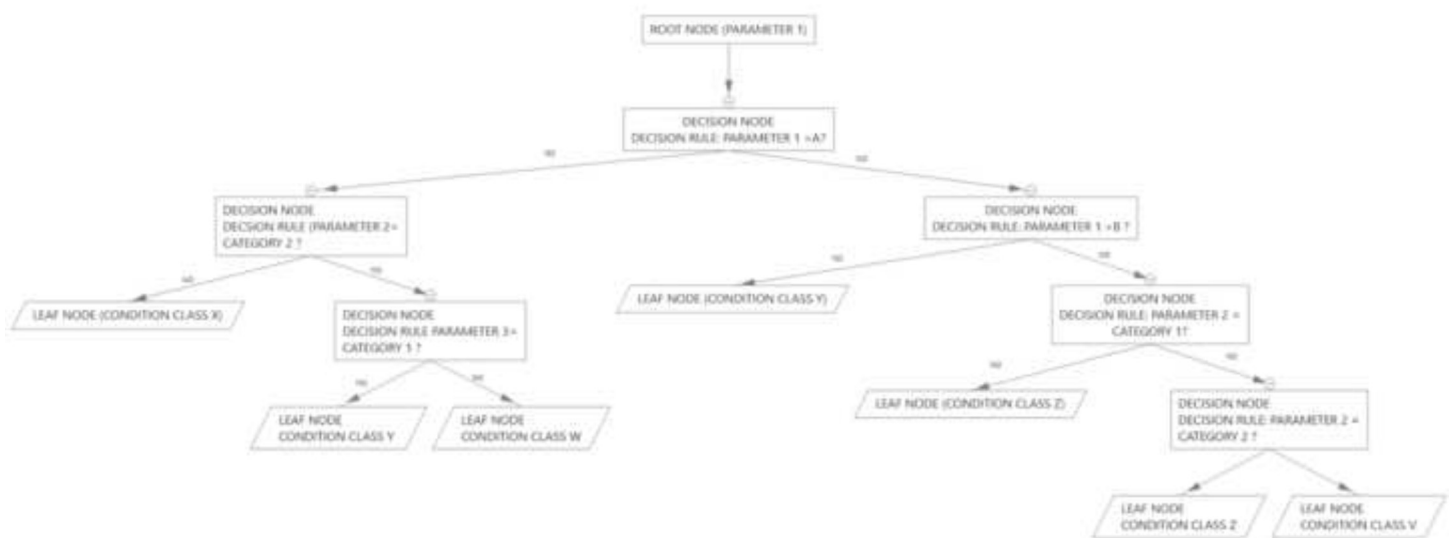 ROOT NODE (PARAMETER 1)
DECISION NODE
DECISION RULE: PARAMETER 1 =A?
DECISION NODE
DECSION RULE (PARAMETER 2=
CATEGORY 2 ?
DECISION NODE
DECISION RULE: PARAMETER 1 =B ?
LEAF NODE (CONDITION CLASS X)
DECISION NODE
DECISION RULE PARAMETER 3=
CATEGORY 1 ?
LEAF NODE (CONDITION CLASS Y)
DECISION NODE
DECISION RULE: PARAMETER 2 =
CATEGORY 1?
LEAF NODE
CONDITION CLASS Y
LEAF NODE
CONDITION CLASS W
LEAF NODE (CONDITION CLASS Z)
DECISION NODE
DECISION RULE: PARAMETER 2 =
CATEGORY 2 ?
LEAF NODE
CONDITION CLASS Z
LEAF NODE
CONDITION CLASS V